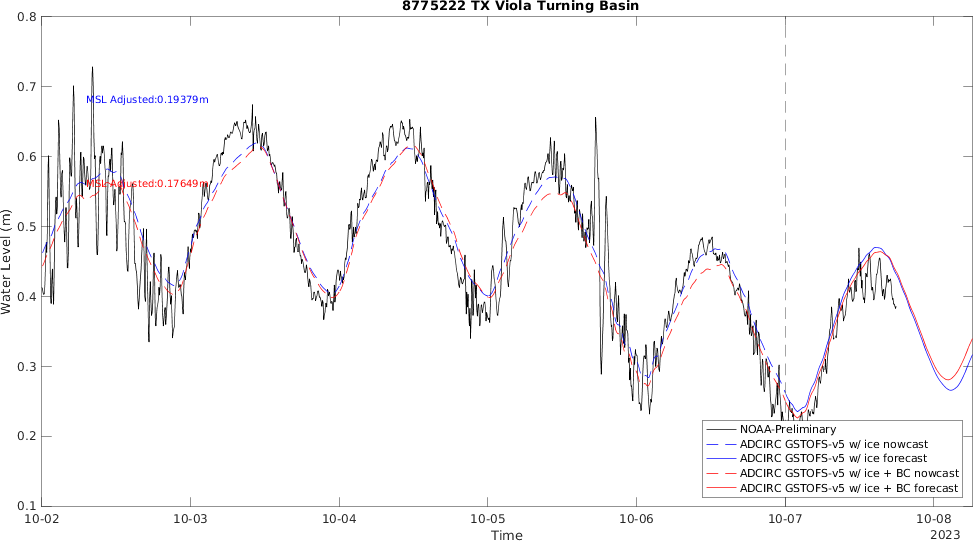 8775222 TX Viola Turning Basin
0.8
0.7
0.6
0.5
0.4
0.3
0.2
0.1
Water Level (m)
MSL Adjusted:0.19379m
MSL Adjusted:0.17649m
NOAA-Preliminary
ADCIRC GSTOFS-v5 w/ ice nowcast
ADCIRC GSTOFS-v5 w/ ice forecast
ADCIRC GSTOFS-v5 w/ ice + BC nowcast
ADCIRC GSTOFS-v5 w/ ice + BC forecast
10-02 10-03 10-04 10-05 10-06 10-07 10-08
Time
2023